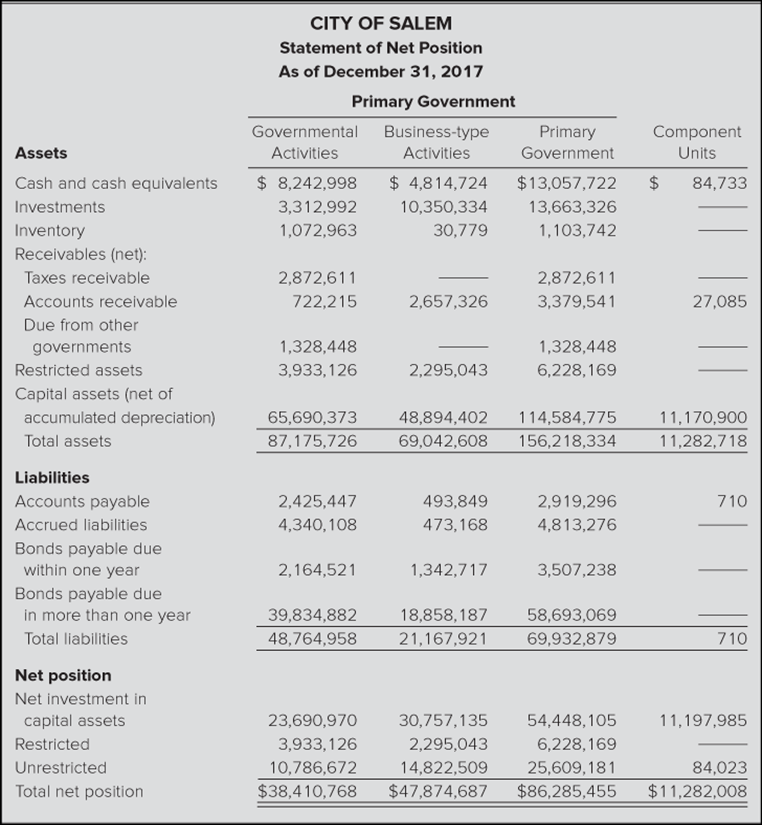 CITY OF SALEM
Statement of Net Position
As of December 31, 2017
Primary Government
Governmental Business-type Primary Component
Assets Activities Activities Government Units
Cash and cash equivalents $ 8,242,998 $ 4,814,724 $13,057,722 $ 84,733
Investments 3,312,992 10,350,334 13,663,326 ——
Inventory 1,072,963 30,779 1,103,742 ——
Receivables (net):
Taxes receivable 2,872,611 —— 2,872,611 ——
Accounts receivable 722,215 2,657,326 3,379,541 27,085
Due from other
governments 1,328,448 —— 1,328,448 ——
Restricted assets 3,933,126 2,295,043 6,228,169 ——
Capital assets (net of
accumulated depreciation) 65,690,373 48,894,402 114,584,775 11,170,900
Total assets 87,175,726 69,042,608 156,218,334 11,282,718
Liabilities
Accounts payable 2,425,447 493,849 2,919,296 710
Accrued liabilities 4,340,108 473,168 4,813,276 ——
Bonds payable due
within one year 2,164,521 1,342,717 3,507,238 ——
Bonds payable due
in more than one year 39,834,882 18,858,187 58,693,069 ——
Total liabilities 48,764,958 21,167,921 69,932,879 710
Net position
Net investment in
capital assets 23,690,970 30,757,135 54,448,105 11,197,985
Restricted 3,933,126 2,295,043 6,228,169 ——
Unrestricted 10,786,672 14,822,509 25,609,181 84,023
Total net position $38,410,768 $47,874,687 $86,285,455 $11,282,008